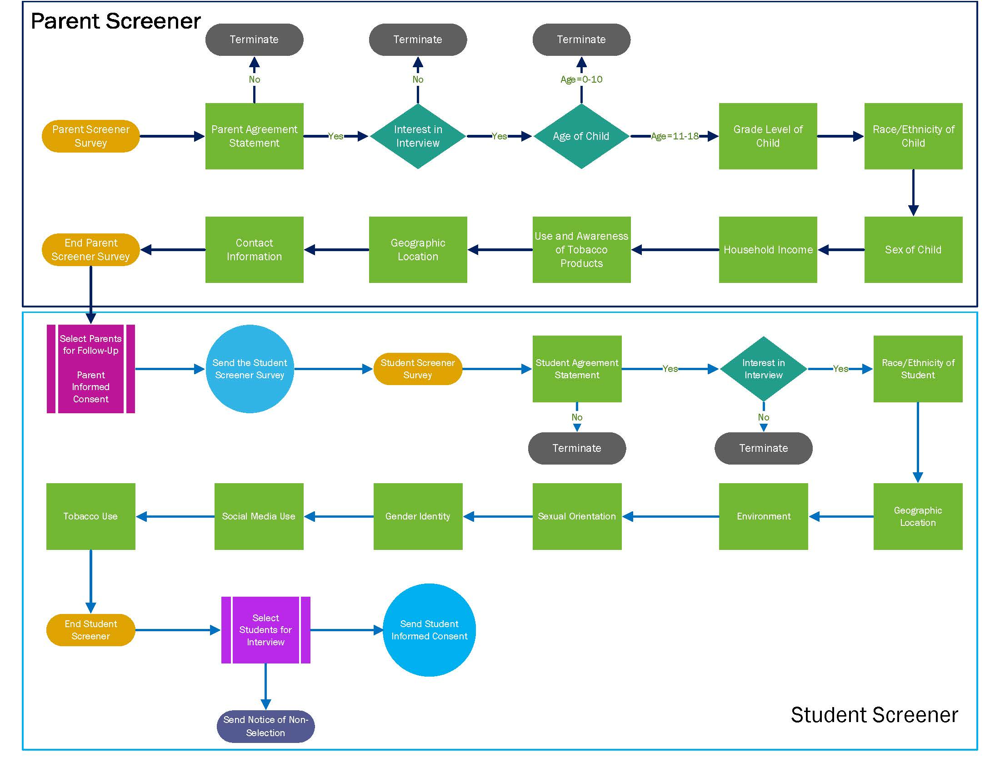 Parent Screener
Terminate
Terminate
Terminate
No
No
Age=0-10
Parent Screener
Survey
Parent Agreement
Statement
Yes
Interest in
Interview
Yes
Age of Child
Age=11-18
Grade Level of
Child
Race/Ethnicity of
Child
End Parent
Screener Survey
Contact
Information
Geographic
Location
Use and Awareness
of Tobacco
Products
Household Income
Sex of Child
Select Parents
for Follow-Up
Parent
Informed
Consent
Send the Student
Screener Survey
Student Screener
Survey
Student Agreement
Statement
Yes
Interest in
Interview
Yes
Race/Ethnicity of
Student
No
No
Terminate
Terminate
Tobacco Use
Social Media Use
Gender Identity
Sexual Orientation
Environment
Geographic
Location
End Student
Screener
Select
Students for
Interview
Send Student
Informed Consent
Send Notice of Non-
Selection
Student Screener